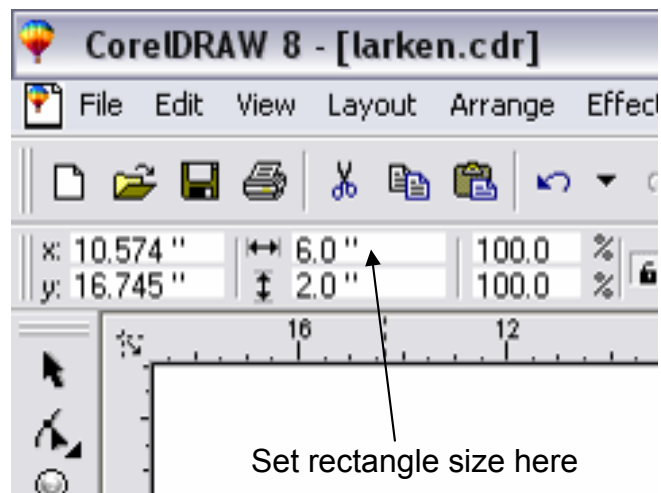 CorelDRAW 8 - [larken.cdr]
File Edit View Layout Arrange Effect
x: 10.574 " 6.0 " 100.0 %
y: 16.745 " 2.0 " 100.0 %
16 12
Set rectangle size here